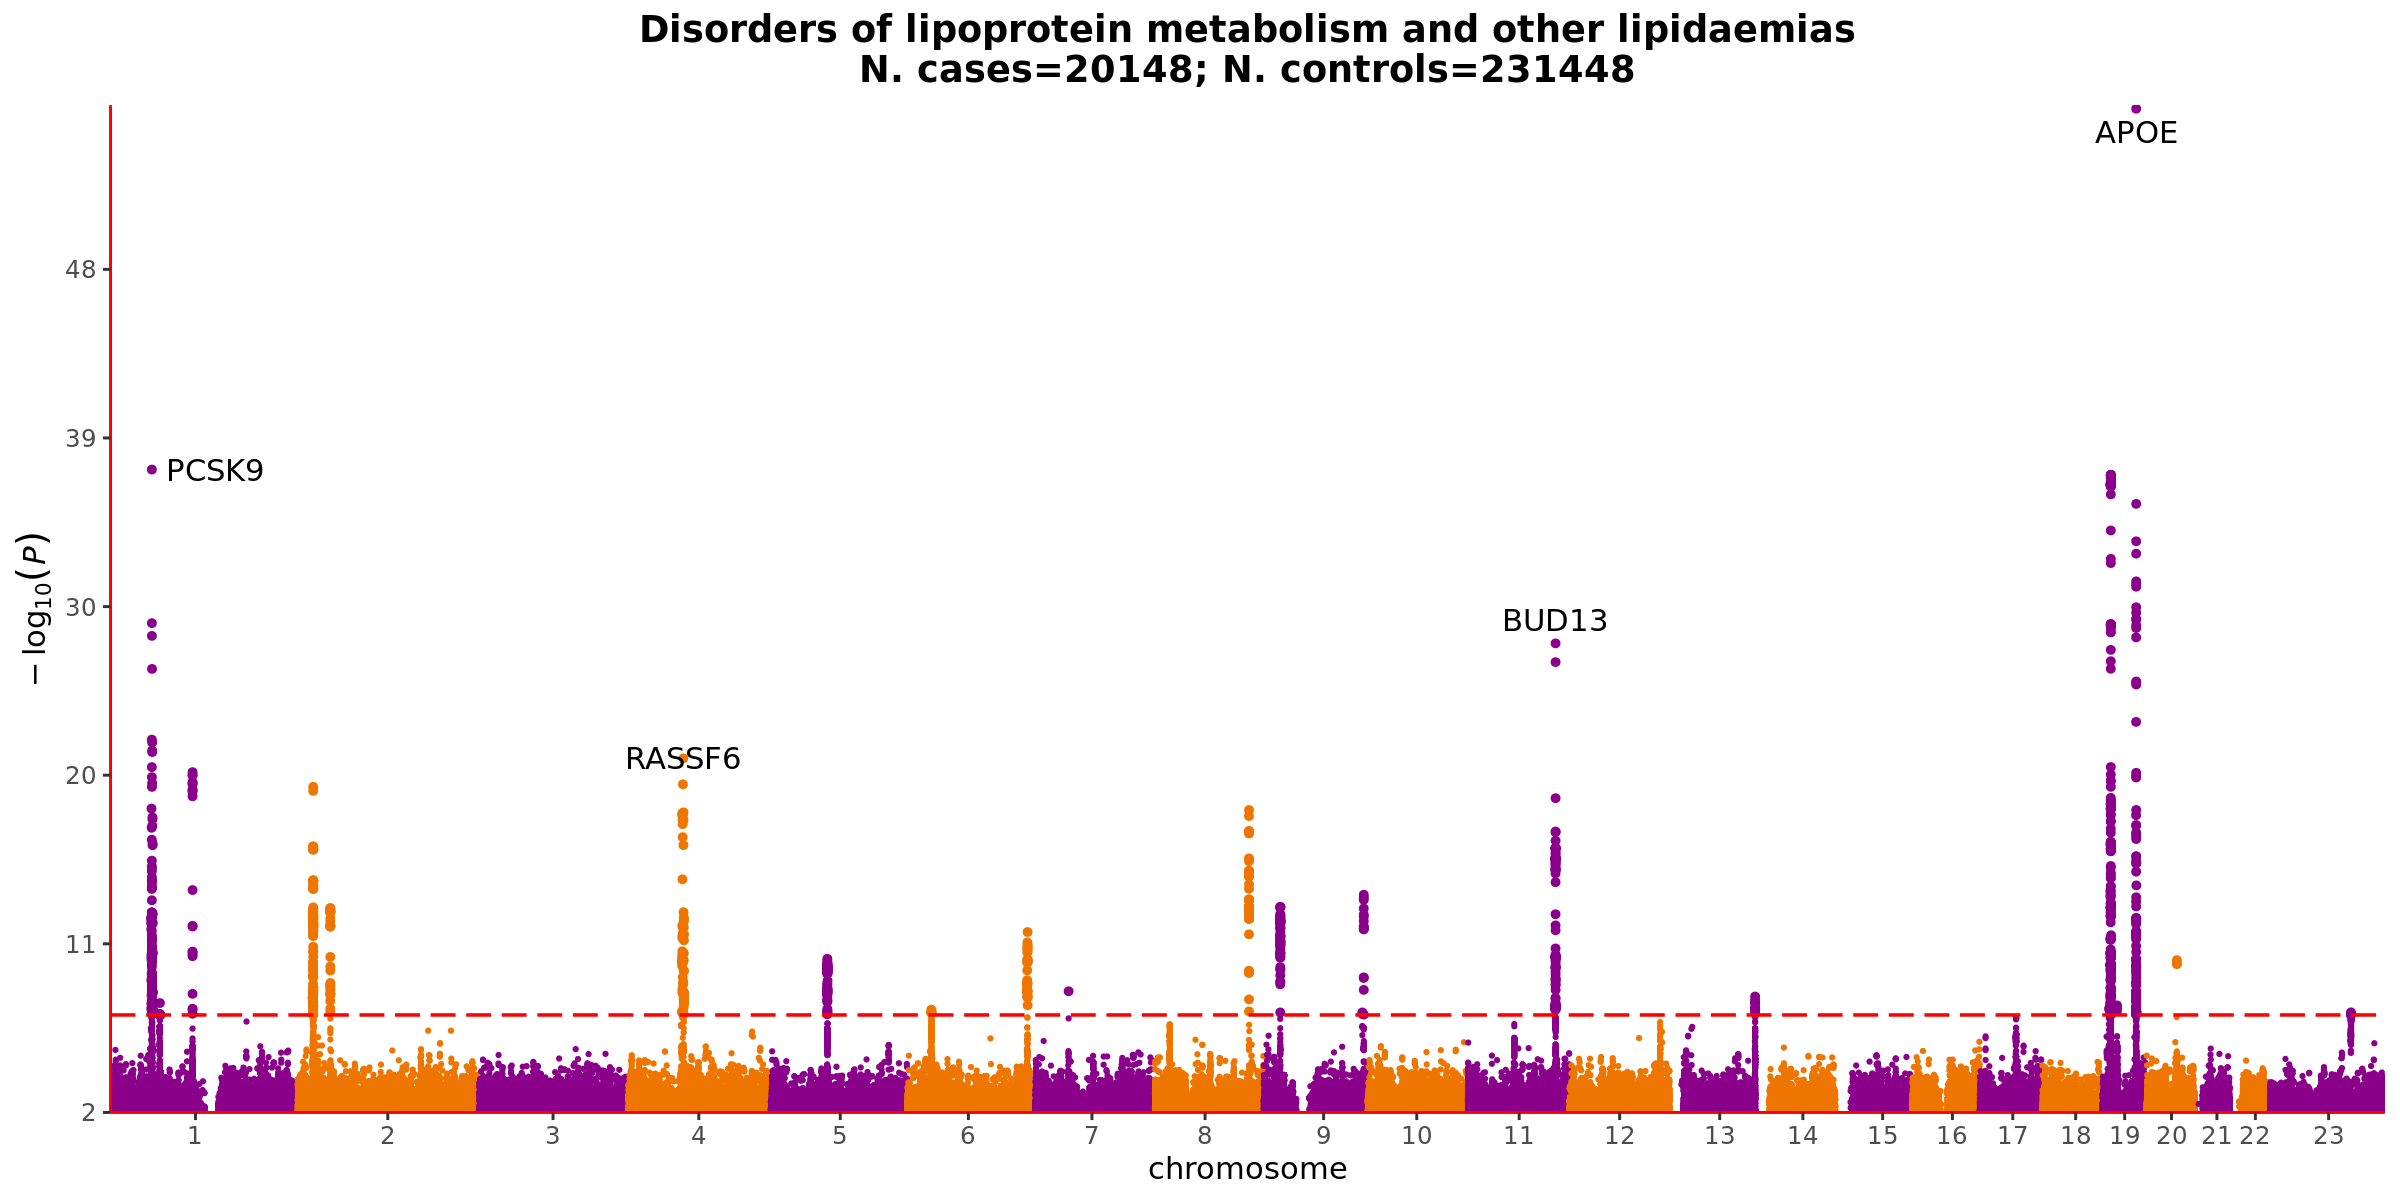 Disorders of lipoprotein metabolism and other lipidaemias
N. cases=20148; N. controls=231448
APOE
48
39
PCSK9
− log10(P)
30
BUD13
RASSF6
20
11
2
1 2 3 4 5 6 7 8 9 10 11 12 13 14 15 16 17 18 19 20 21 22 23
chromosome